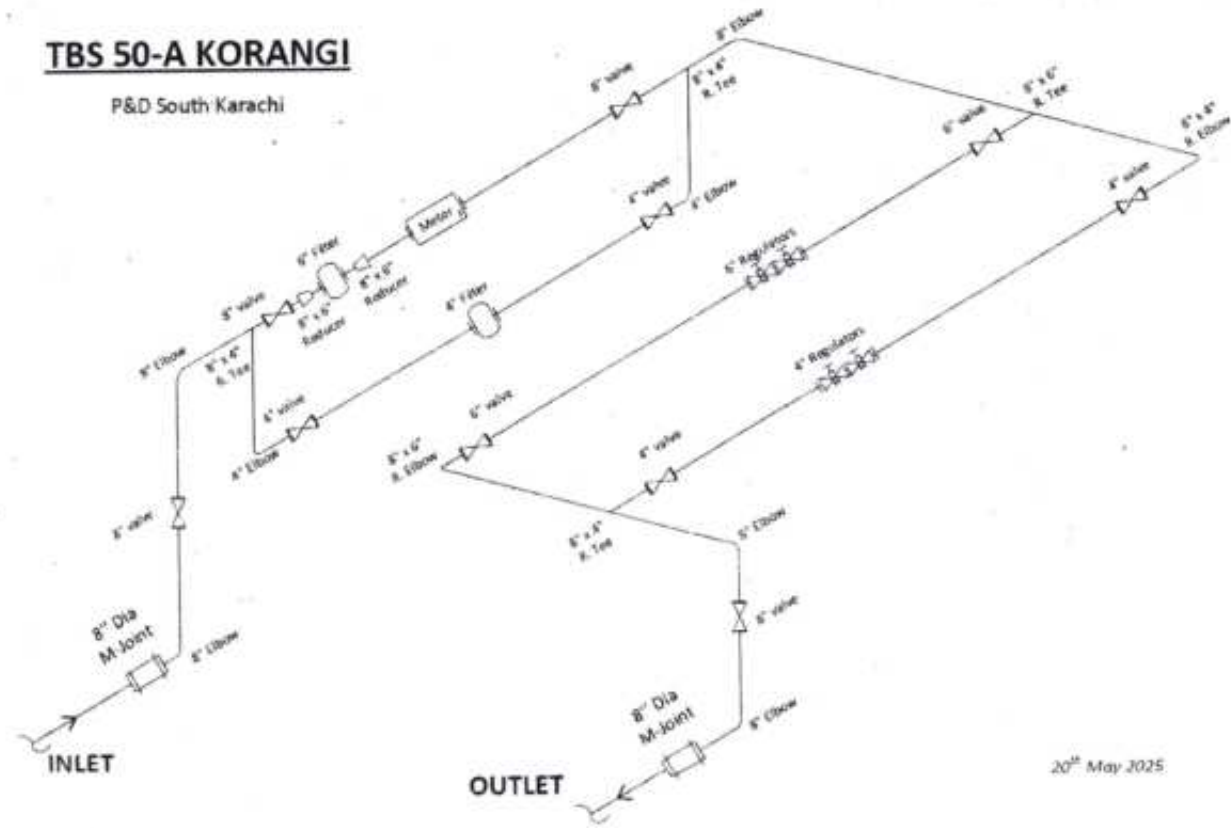 TBS 50-A KORANGI
P&D South Karachi
8" Elbow
8" valve
8" x 4"
R. Tee
8" x 6"
R. Tee
6" valve
6" x 4"
R. Elbow
4" valve
4" valve
4" Elbow
Meter
6" Filter
8" x 6"
Reducer
8" valve
8" x 6"
Reducer
4" Filter
6" Regulators
4" Regulators
8" Elbow
8" x 4"
R. Tee
4" valve
4" Elbow
6" valve
8" x 6"
R. Elbow
4" valve
8" x 4"
R. Tee
Elbow
8" valve
8" valve
8" Dia
M-Joint
8" Elbow
8" Dia
M-Joint
8" Elbow
INLET
OUTLET
20th May 2025